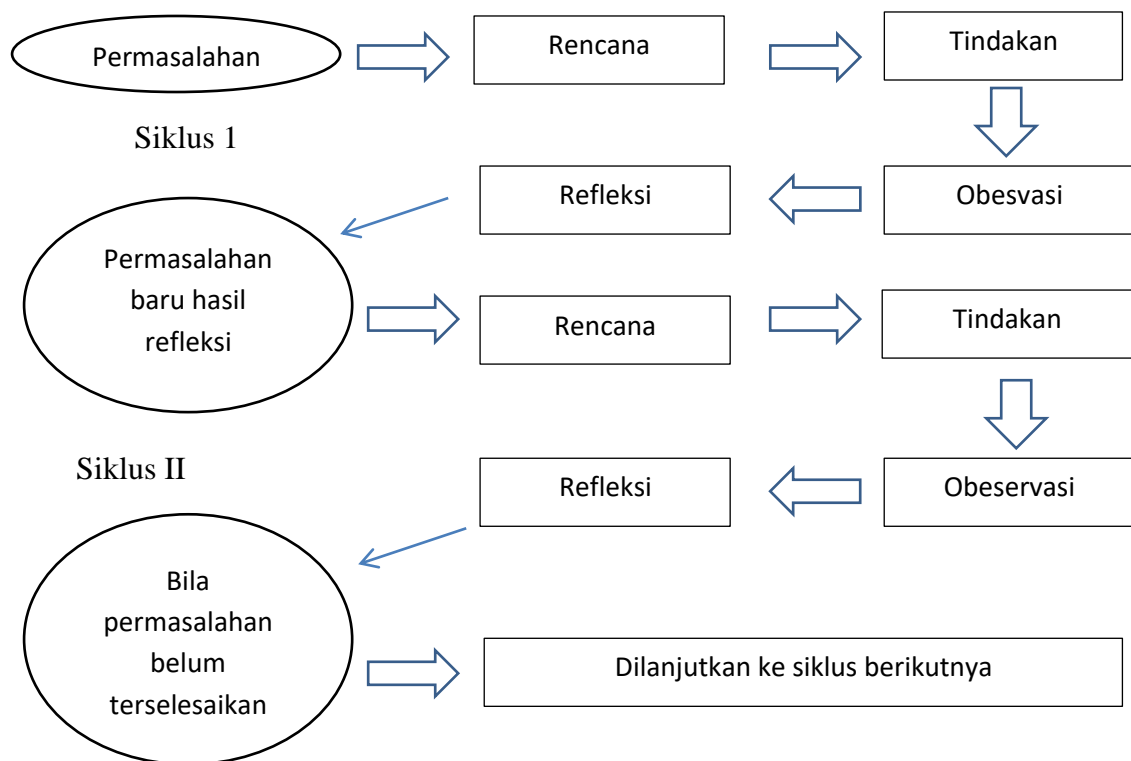 Permasalahan
Rencana
Tindakan
Siklus 1
Refleksi
Obesvasi
Permasalahan
baru hasil
refleksi
Rencana
Tindakan
Siklus II
Refleksi
Obeservasi
Bila
permasalahan
belum
terselesaikan
Dilanjutkan ke siklus berikutnya